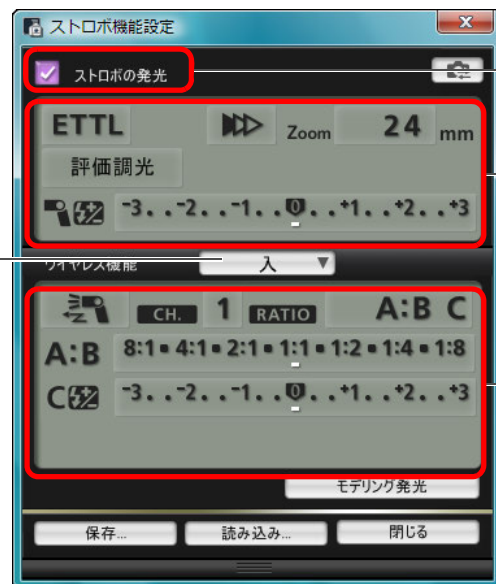 ストロボ機能設定
ストロボの発光
ETTL Zoom 24 mm
評価調光
-3..-2..-1..0..+1..+2..+3
ワイヤレス機能 入 ▼
CH. 1 RATIO A:B C
A:B 8:1▪4:1▪2:1▪1:1▪1:2▪1:4▪1:8
C -3..-2..-1..0..+1..+2..+3
モデリング発光
保存... 読み込み... 閉じる